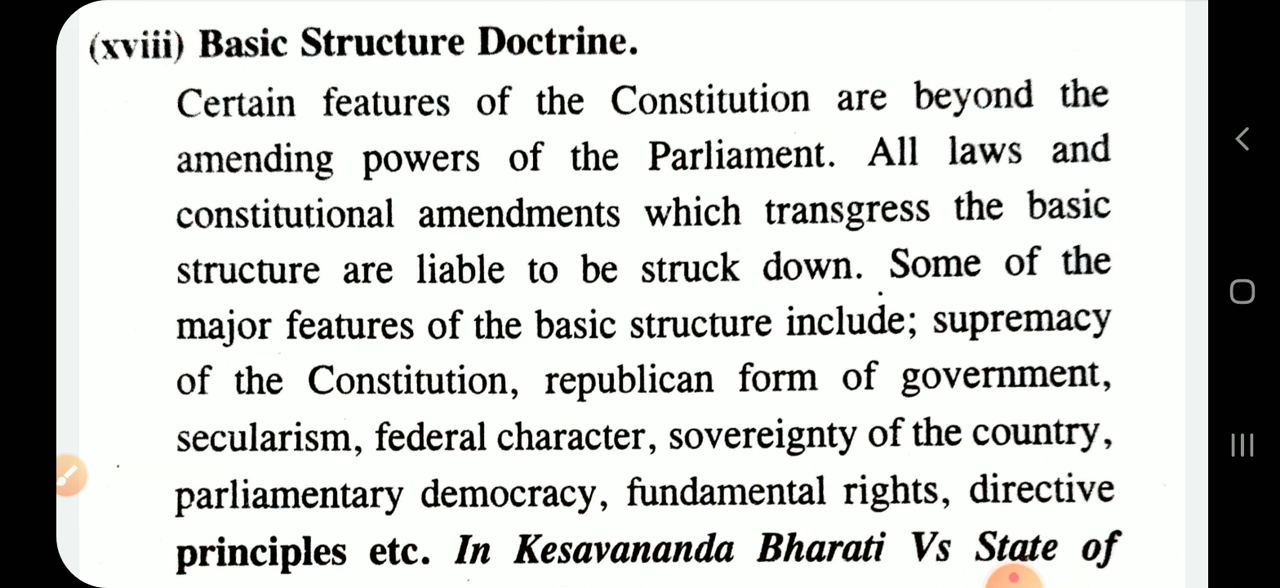 (xviii) Basic Structure Doctrine.
Certain features of the Constitution are beyond the
amending powers of the Parliament. All laws and
constitutional amendments which transgress the basic
structure are liable to be struck down. Some of the
major features of the basic structure include; supremacy
of the Constitution, republican form of government,
secularism, federal character, sovereignty of the country,
parliamentary democracy, fundamental rights, directive
principles etc. In Kesavananda Bharati Vs State of